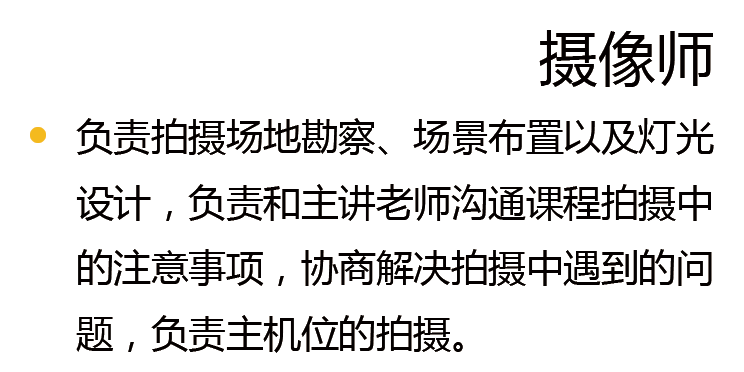 摄像师
负责拍摄场地勘察、场景布置以及灯光
设计，负责和主讲老师沟通课程拍摄中
的注意事项，协商解决拍摄中遇到的问
题，负责主机位的拍摄。